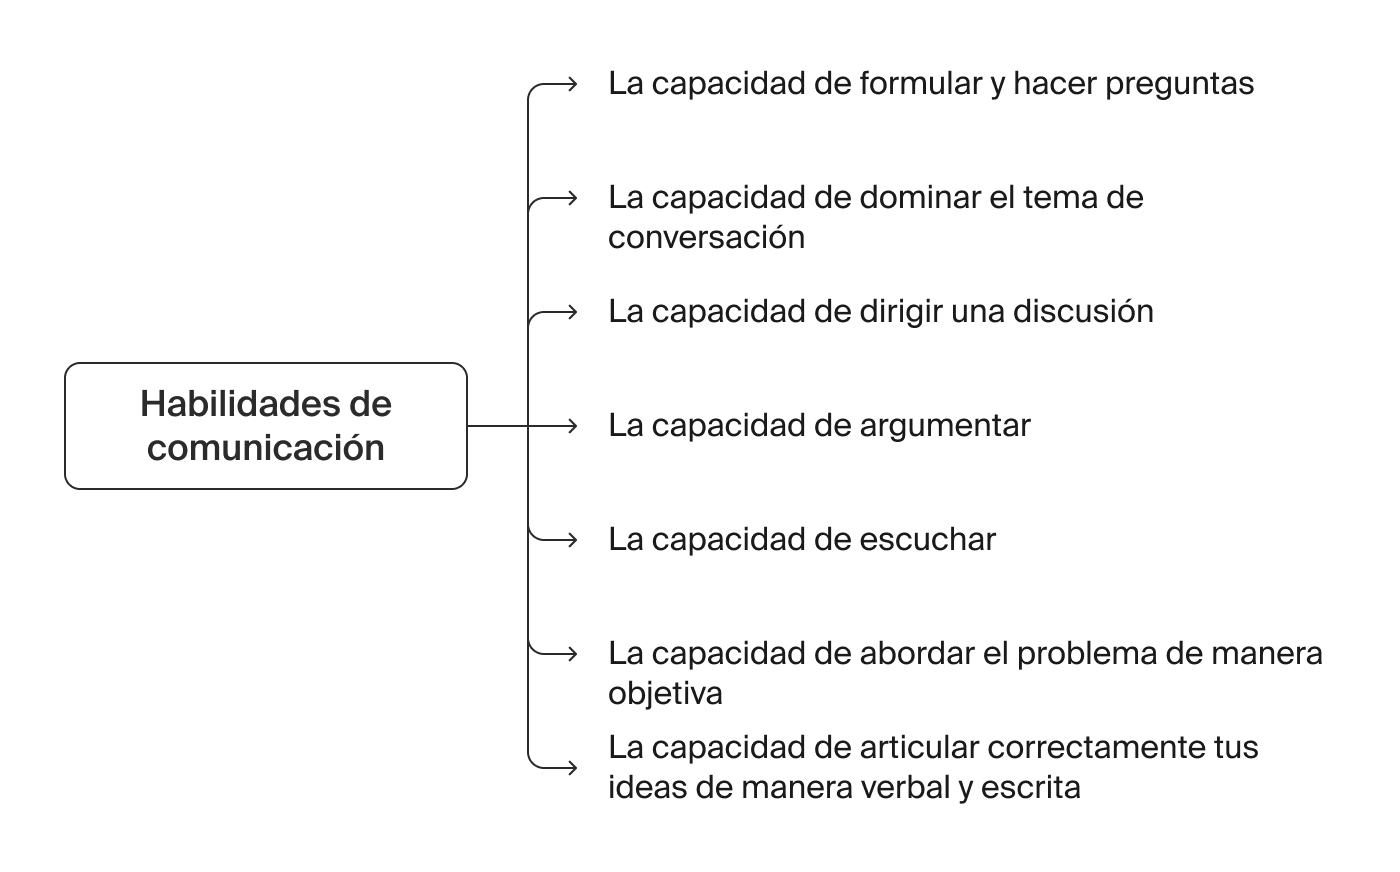 La capacidad de formular y hacer preguntas
La capacidad de dominar el tema de
conversación
La capacidad de dirigir una discusión
Habilidades de
comunicación
La capacidad de argumentar
La capacidad de escuchar
La capacidad de abordar el problema de manera
objetiva
La capacidad de articular correctamente tus
ideas de manera verbal y escrita